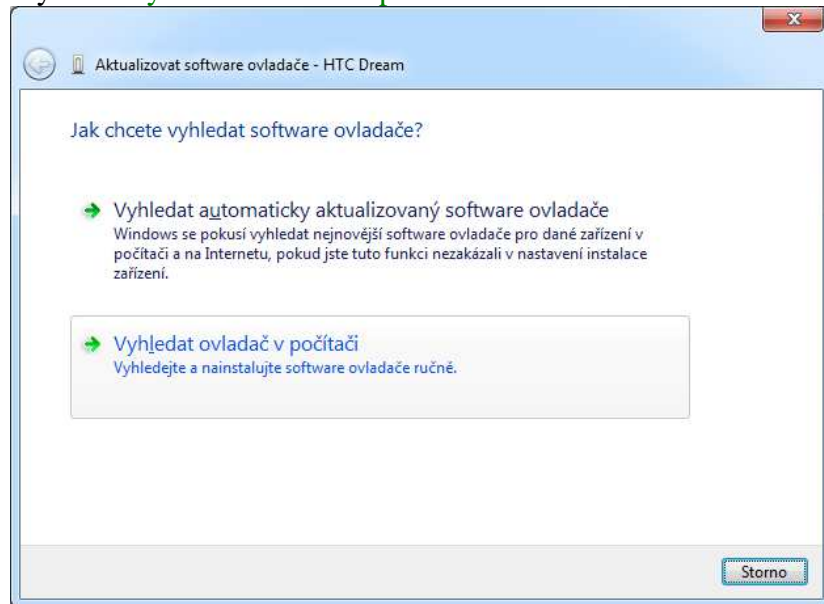 Aktualizovat software ovladače - HTC Dream
Jak chcete vyhledat software ovladače?
Vyhledat automaticky aktualizovaný software ovladače
Windows se pokusí vyhledat nejnovější software ovladače pro dané zařízení v
počítači a na Internetu, pokud jste tuto funkci nezakázali v nastavení instalace
zařízení.
Vyhledat ovladač v počítači
Vyhledejte a nainstalujte software ovladače ručně.
Storno